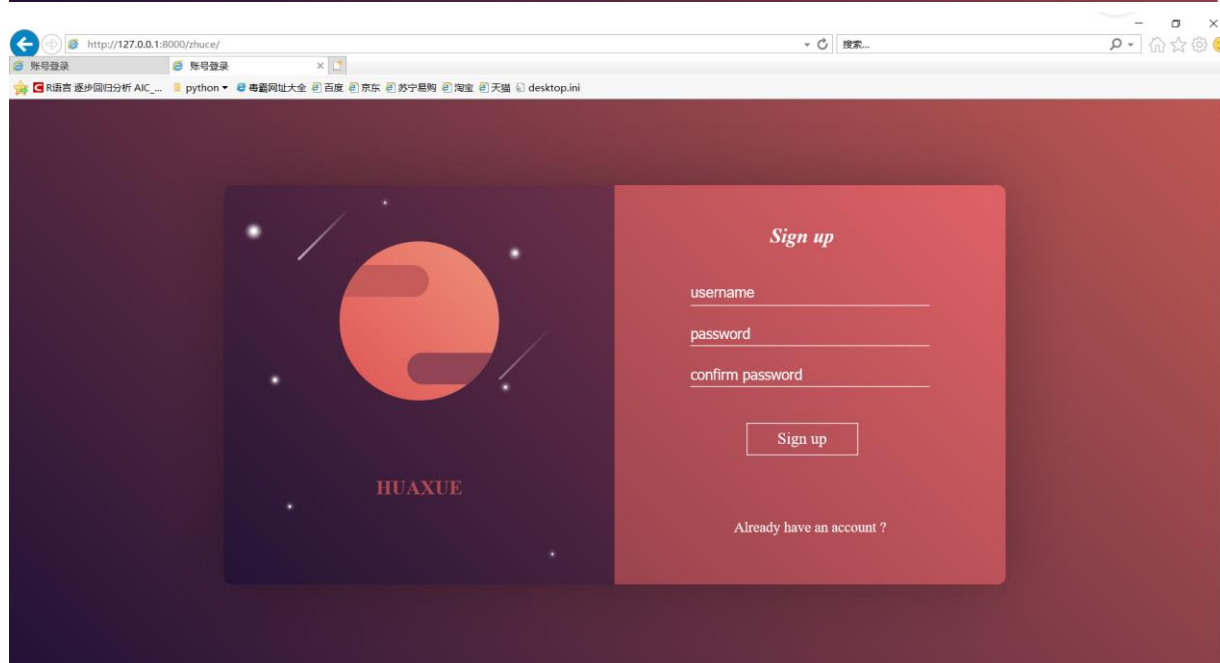 http://127.0.0.1:8000/zhuce/
搜索...
账号登录
账号登录
R语言 逐步回归分析 AIC_... python 毒霸网址大全 百度 京东 苏宁易购 淘宝 天猫 desktop.ini
Sign up
username
password
confirm password
Sign up
HUAXUE
Already have an account ?